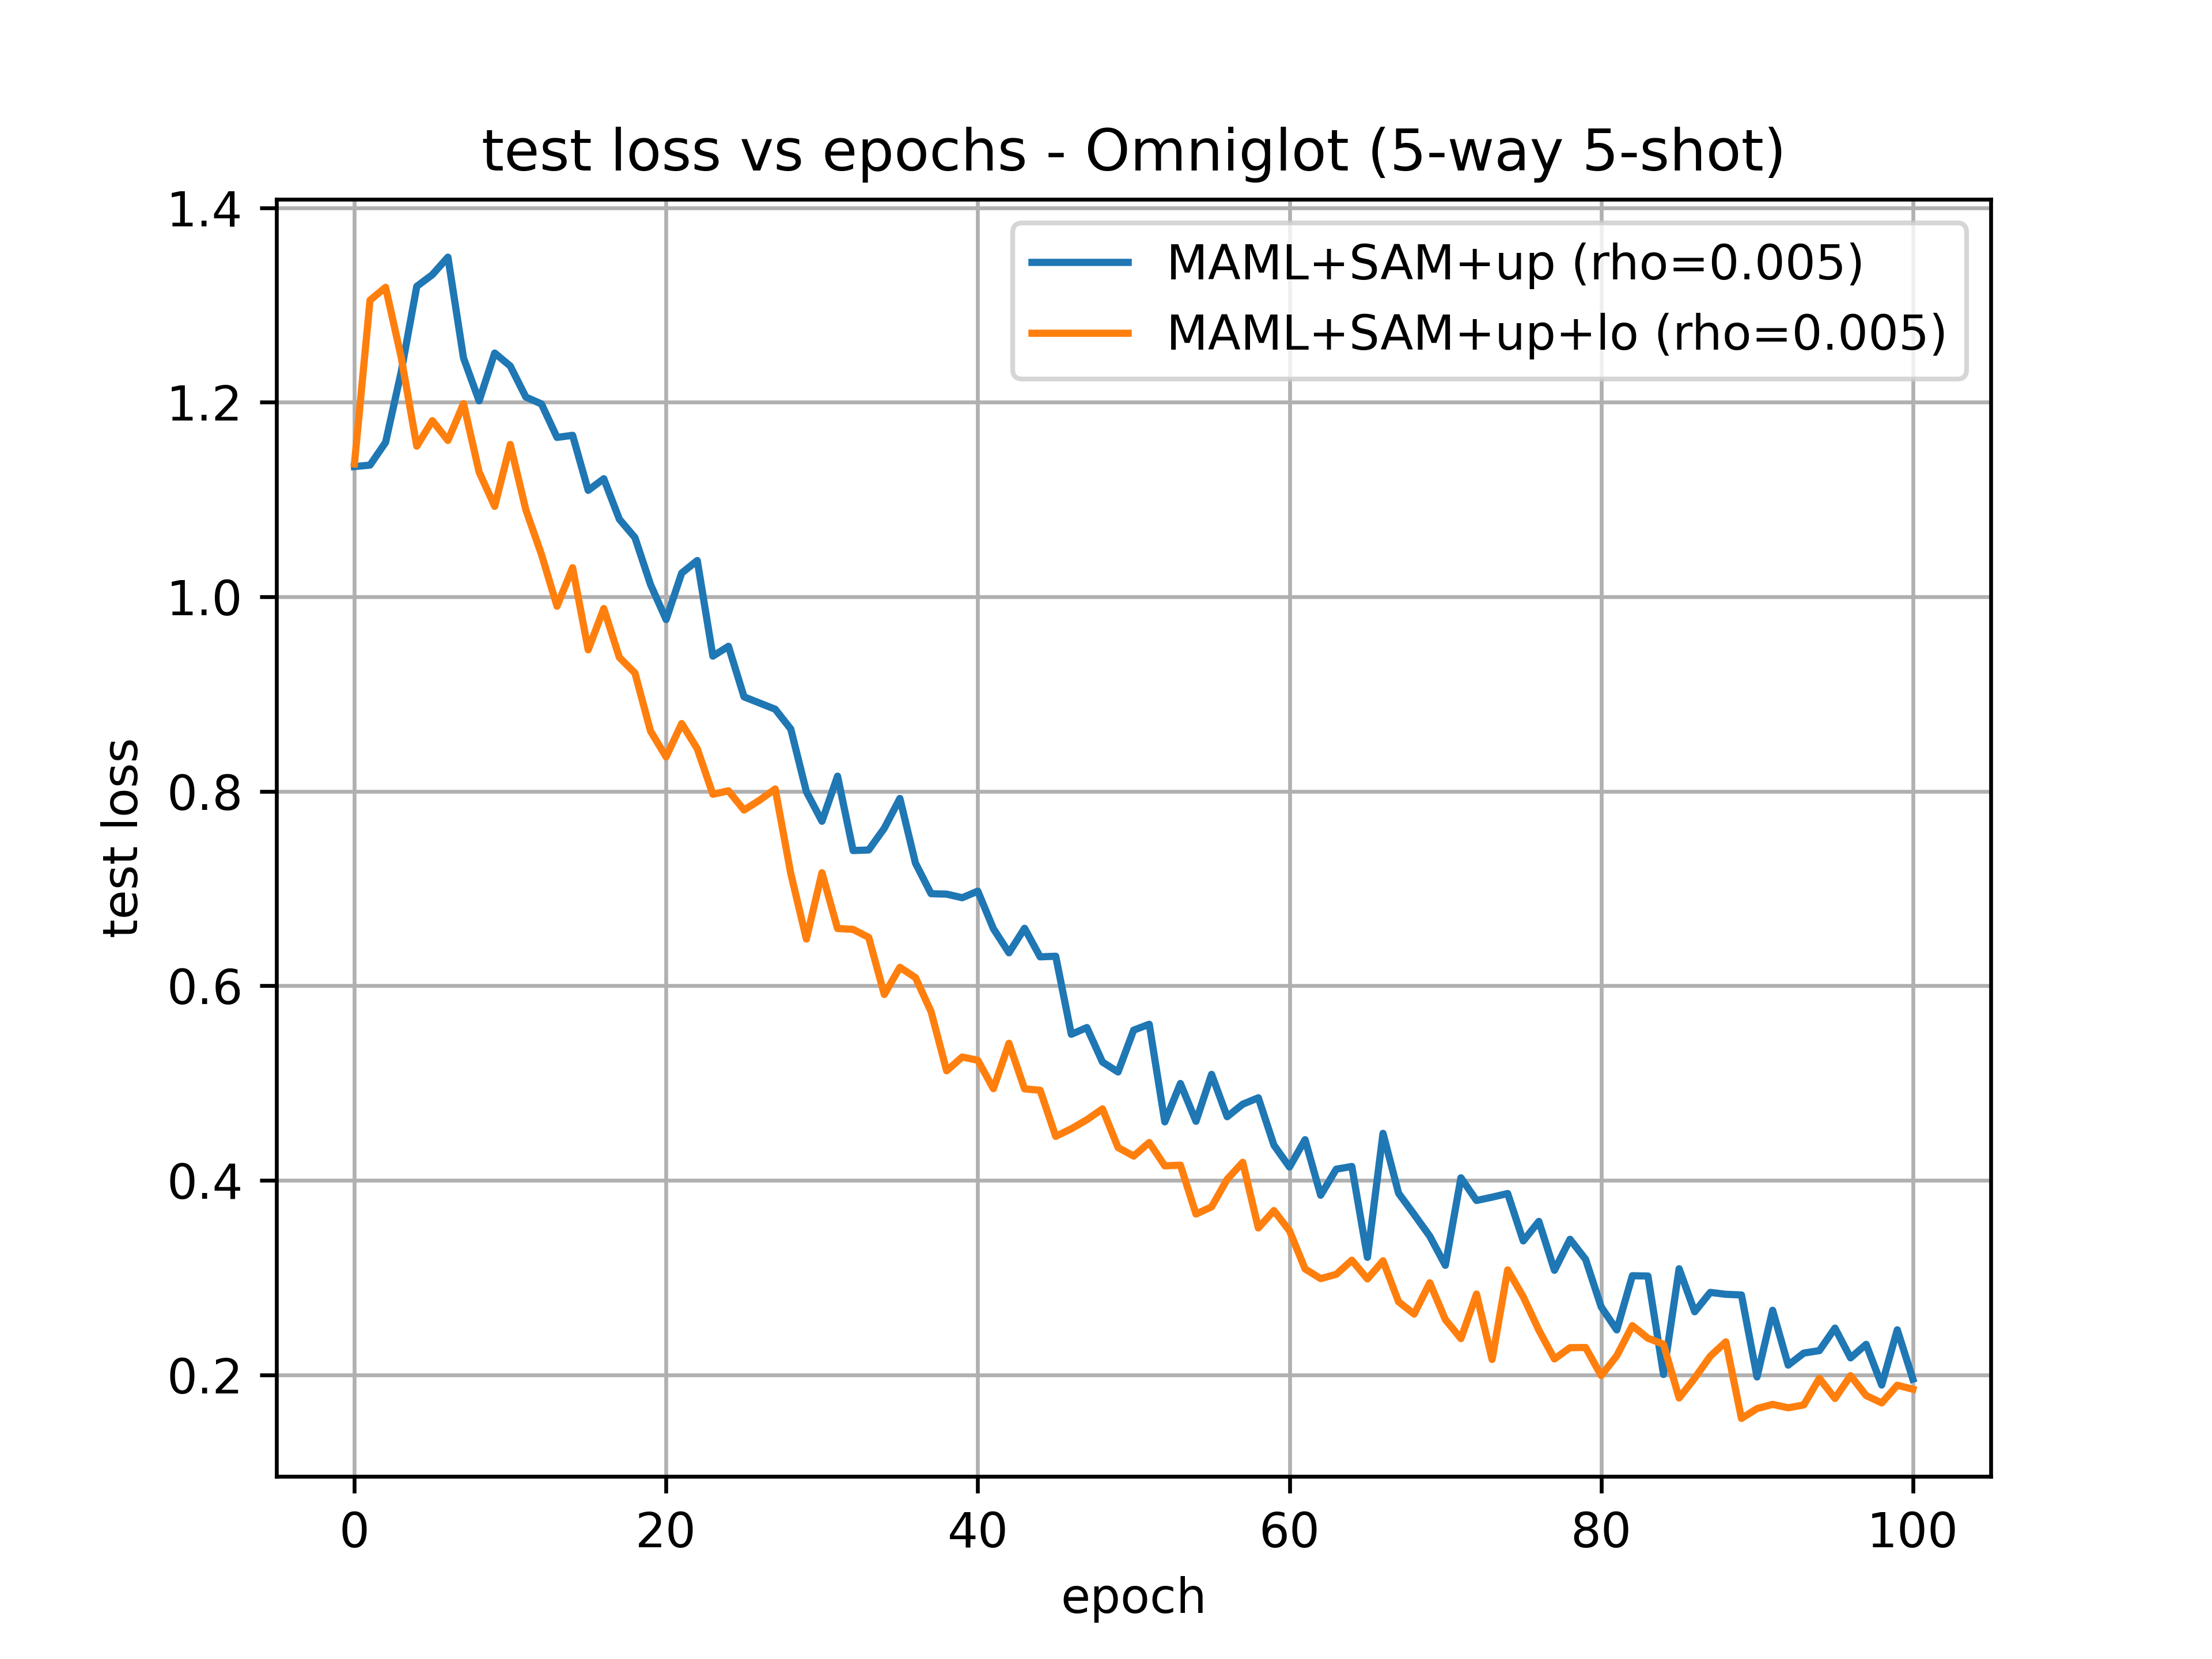 test loss vs epochs - Omniglot (5-way 5-shot)
MAML+SAM+up (rho=0.005)
MAML+SAM+up+lo (rho=0.005)
1.4
1.2
1.0
0.8
0.6
0.4
0.2
test loss
0 20 40 60 80 100
epoch